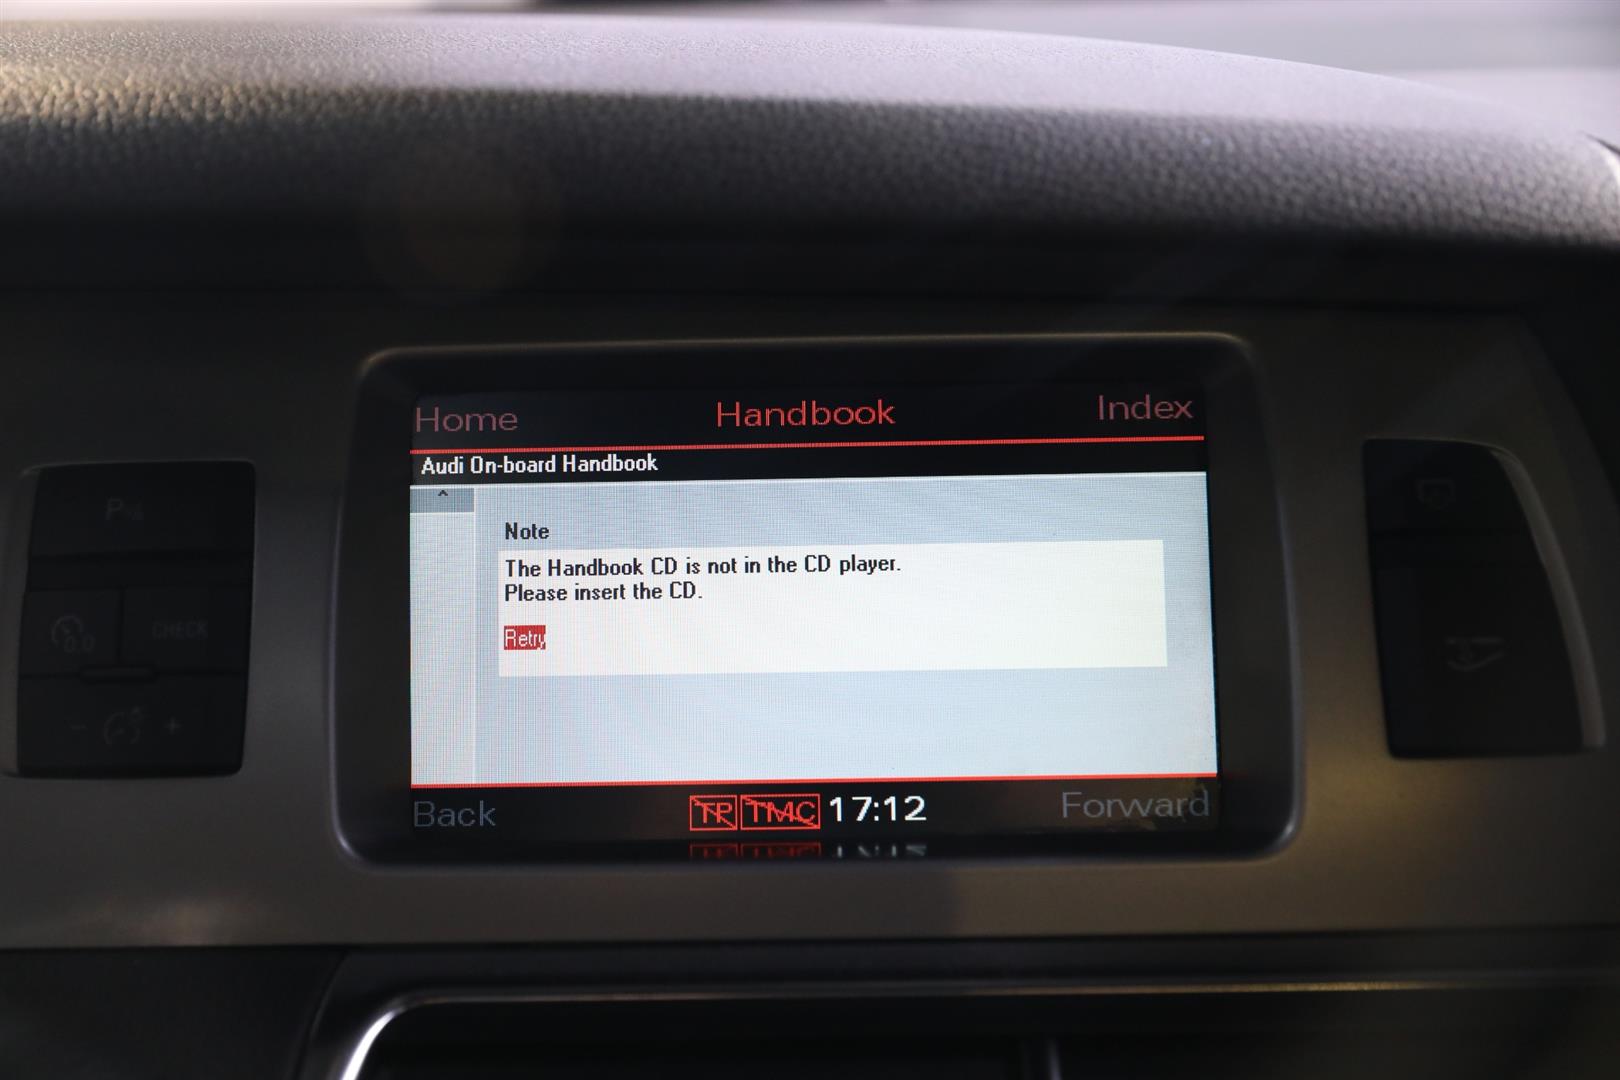 Home Handbook Index
Audi On-board Handbook
Note
The Handbook CD is not in the CD player.
Please insert the CD.
Retry
Back TP TMC 17:12 Forward
CHECK
- +